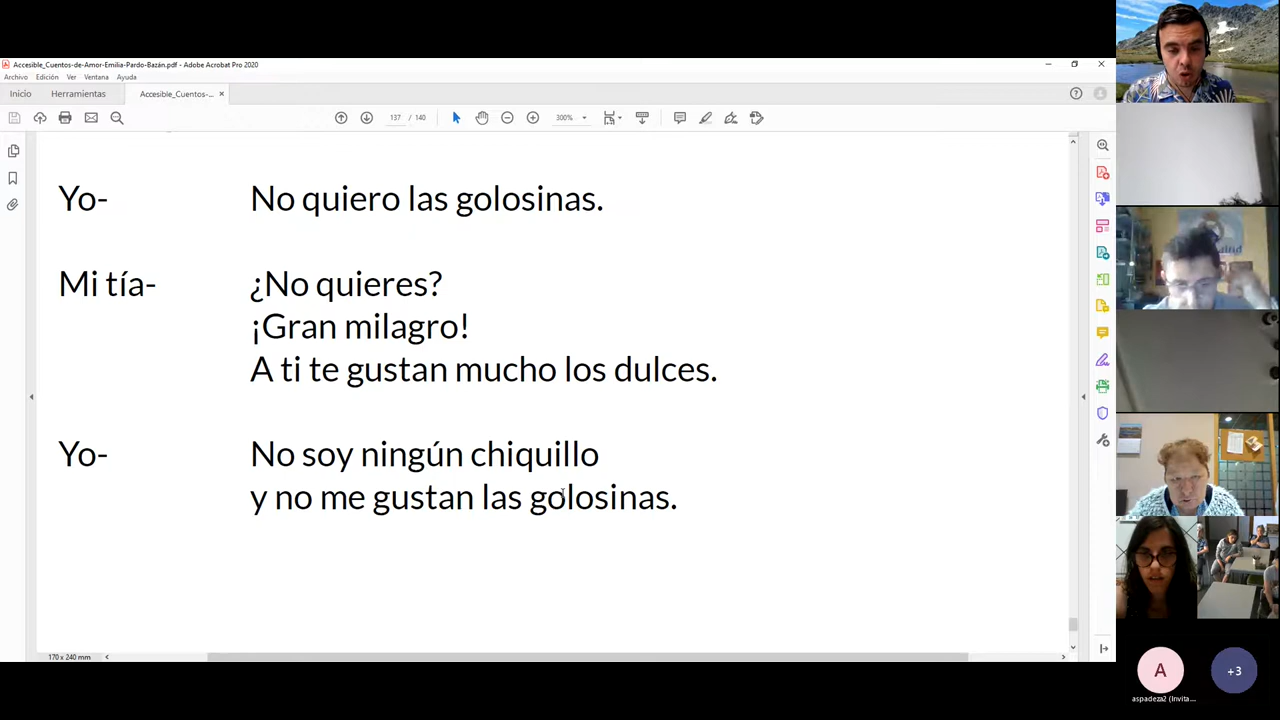 Accesible_Cuentos-de-Amor-Emilia-Pardo-Bazán.pdf - Adobe Acrobat Pro 2020
Archivo Edición Ver Ventana Ayuda
Inicio Herramientas Accesible_Cuentos-... ×
137 / 140 300%
Yo- No quiero las golosinas.
Mi tía- ¿No quieres?
¡Gran milagro!
A ti te gustan mucho los dulces.
Yo- No soy ningún chiquillo
y no me gustan las golosinas.
170 x 240 mm
A +3
aspadeza2 (Invita...